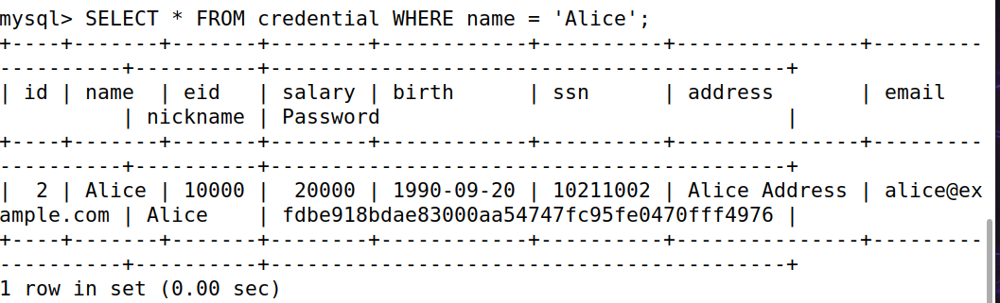 mysql> SELECT * FROM credential WHERE name = 'Alice';
+----+-------+-------+--------+------------+----------+---------------+---------
----------+----------+------------------------------------------+
| id | name  | eid   | salary | birth      | ssn      | address       | email
          | nickname | Password                                 |
+----+-------+-------+--------+------------+----------+---------------+---------
----------+----------+------------------------------------------+
|  2 | Alice | 10000 |  20000 | 1990-09-20 | 10211002 | Alice Address | alice@ex
ample.com | Alice    | fdbe918bdae83000aa54747fc95fe0470fff4976 |
+----+-------+-------+--------+------------+----------+---------------+---------
----------+----------+------------------------------------------+
1 row in set (0.00 sec)